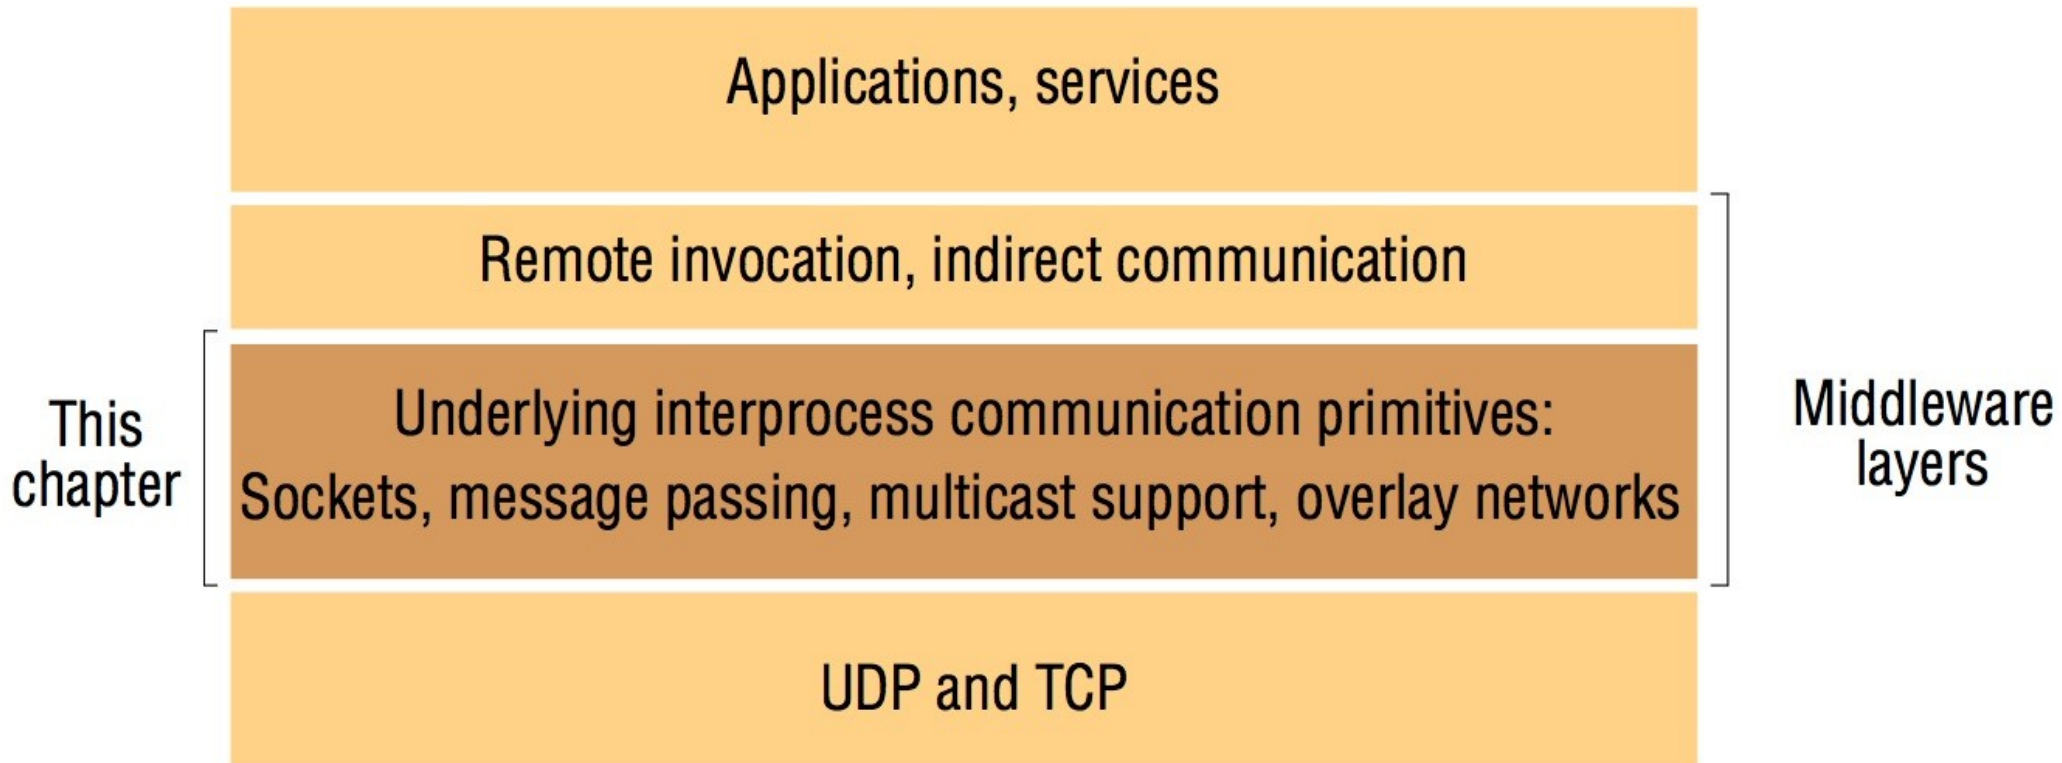 Applications, services
Remote invocation, indirect communication
This
chapter
Underlying interprocess communication primitives:
Sockets, message passing, multicast support, overlay networks
Middleware
layers
UDP and TCP